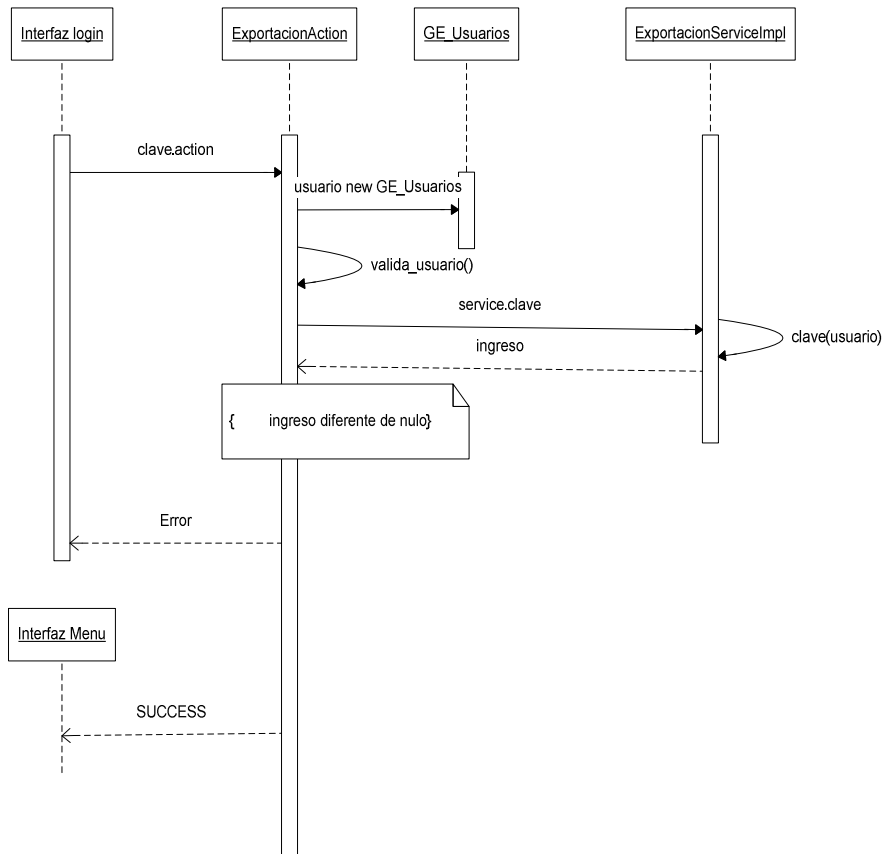 Interfaz login
ExportacionAction
GE_Usuarios
ExportacionServiceImpl
clave.action
usuario new GE_Usuarios
valida_usuario()
service.clave
clave(usuario)
ingreso
{ ingreso diferente de nulo}
Error
Interfaz Menu
SUCCESS